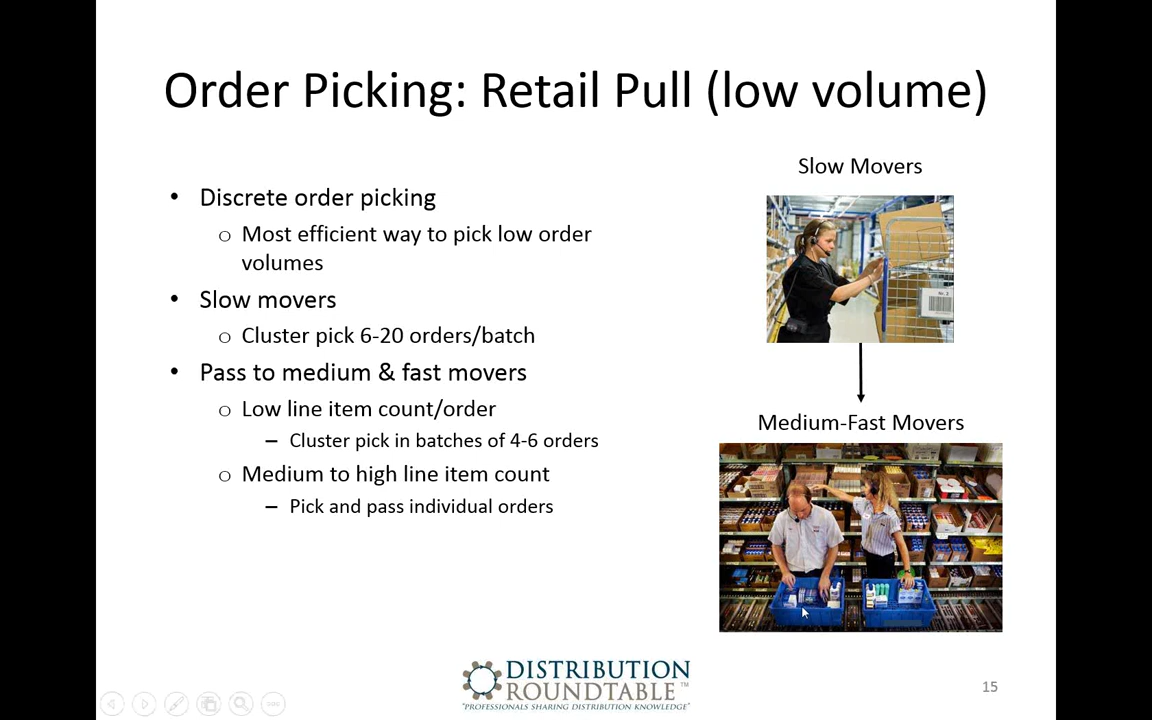 Order Picking: Retail Pull (low volume)
Slow Movers
• Discrete order picking
o Most efficient way to pick low order
volumes
• Slow movers
o Cluster pick 6-20 orders/batch
• Pass to medium & fast movers
o Low line item count/order
– Cluster pick in batches of 4-6 orders
o Medium to high line item count
– Pick and pass individual orders
Medium-Fast Movers
DISTRIBUTION
ROUNDTABLE™
"PROFESSIONALS SHARING DISTRIBUTION KNOWLEDGE"
15